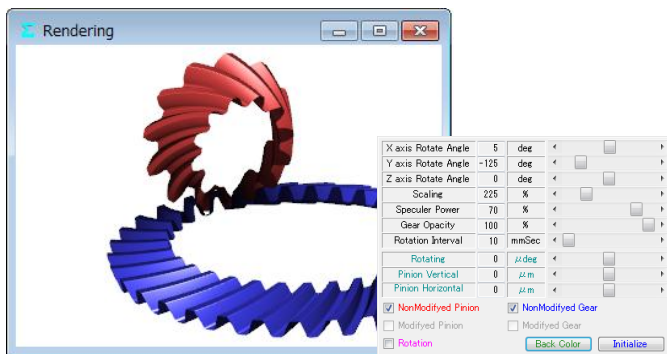 Σ Rendering
X axis Rotate Angle 5 deg
Y axis Rotate Angle -125 deg
Z axis Rotate Angle 0 deg
Scaling 225 %
Speculer Power 70 %
Gear Opacity 100 %
Rotation Interval 10 mmSec
Rotating 0 μdeg
Pinion Vertical 0 μm
Pinion Horizontal 0 μm
NonModifyed Pinion NonModifyed Gear
Modifyed Pinion Modifyed Gear
Rotation Back Color Initialize